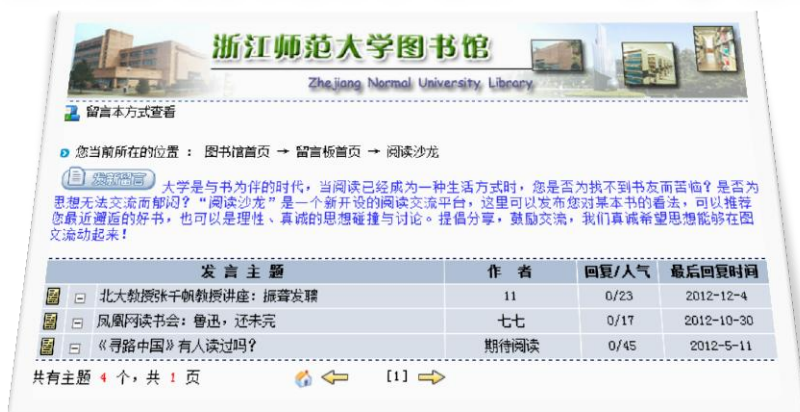 浙江师范大学图书馆
Zhejiang Normal University Library
留言本方式查看
您当前所在的位置 : 图书馆首页 → 留言板首页 → 阅读沙龙
发新留言 大学是与书为伴的时代，当阅读已经成为一种生活方式时，您是否为找不到书友而苦恼？是否为
思想无法交流而郁闷？“阅读沙龙”是一个新开设的阅读交流平台，这里可以发布您对某本书的看法，可以推荐
您最近邂逅的好书，也可以是理性、真诚的思想碰撞与讨论。提倡分享，鼓励交流，我们真诚希望思想能够在图
文流动起来！
发 言 主 题 作 者 回复/人气 最后回复时间
北大教授张千帆教授讲座：振聋发聩 11 0/23 2012-12-4
凤凰网读书会：鲁迅，还未完 七七 0/17 2012-10-30
《寻路中国》有人读过吗？ 期待阅读 0/45 2012-5-11
共有主题 4 个，共 1 页 [1]